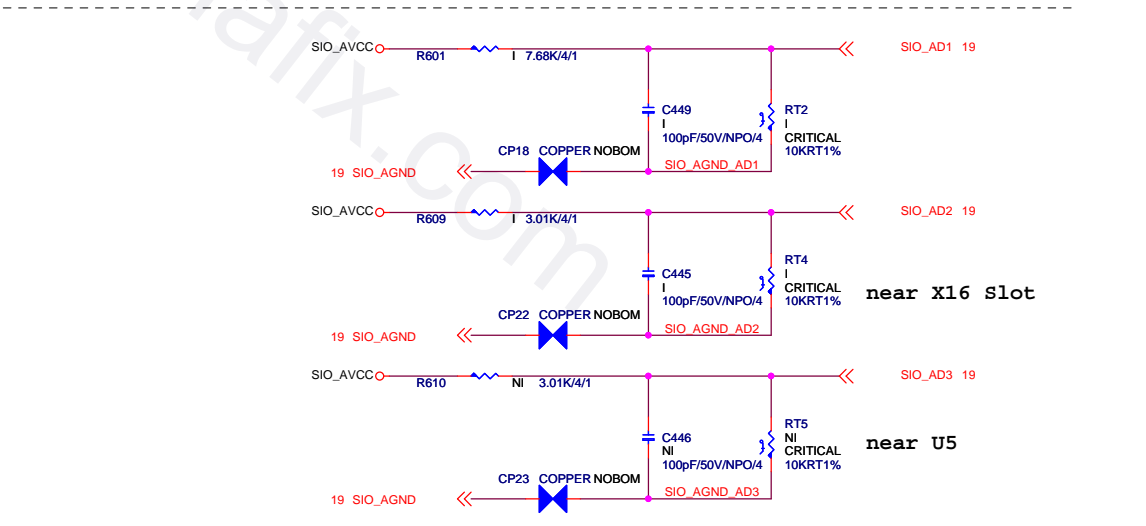 SIO_AVCC
R601
I 7.68K/4/1
SIO_AD1 19
C449
I
100pF/50V/NPO/4
RT2
I
CRITICAL
10KRT1%
CP18 COPPER NOBOM
19 SIO_AGND
SIO_AGND_AD1
SIO_AVCC
R609
I 3.01K/4/1
SIO_AD2 19
C445
I
100pF/50V/NPO/4
RT4
I
CRITICAL
10KRT1%
near X16 Slot
CP22 COPPER NOBOM
19 SIO_AGND
SIO_AGND_AD2
SIO_AVCC
R610
NI 3.01K/4/1
SIO_AD3 19
C446
NI
100pF/50V/NPO/4
RT5
NI
CRITICAL
10KRT1%
near U5
CP23 COPPER NOBOM
19 SIO_AGND
SIO_AGND_AD3
afix.com